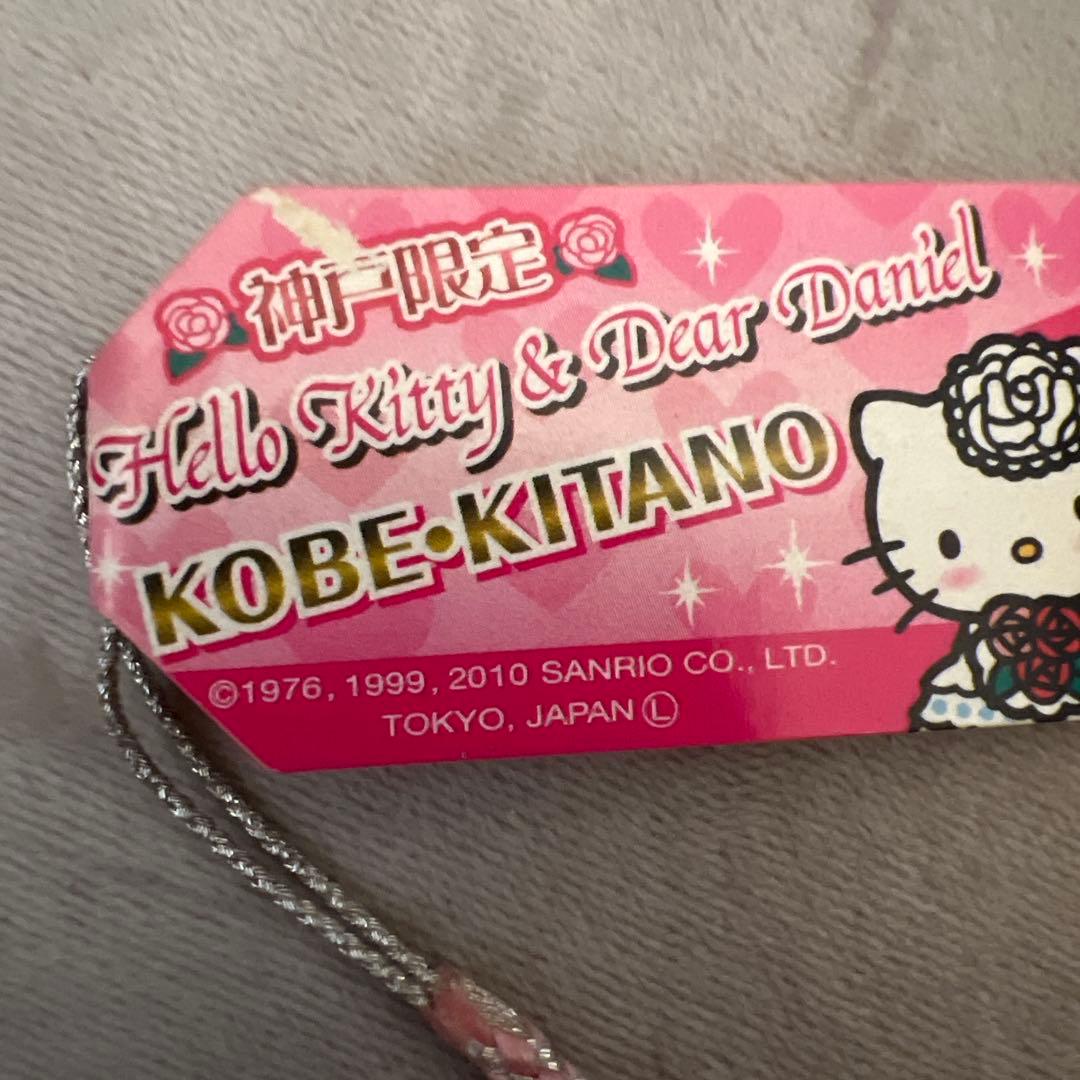 神戸限定
Hello Kitty & Dear Daniel
KOBE•KITANO
©1976, 1999, 2010 SANRIO CO., LTD.
TOKYO, JAPAN Ⓛ